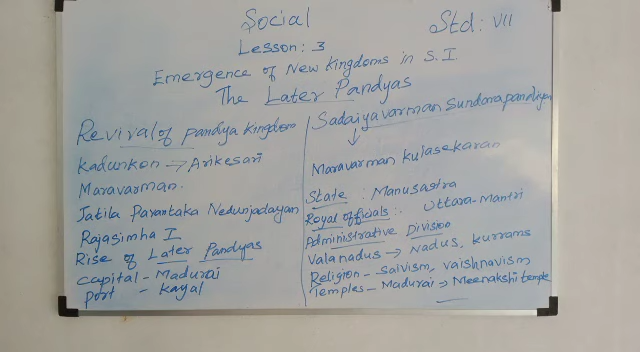 Social
Std: VII
Lesson: 3
Emergence of New Kingdoms in S.I.
The Later Pandyas
Revival of Pandya Kingdom
Kadunkon → Arikesari
Maravarman.
Jatila Parantaka Nedunjadayan
Rajasimha I
Rise of Later Pandyas
Capital - Madurai
Port - Kayal
Sadaiyavarman Sundarapandiyan
↓
Maravarman Kulasekaran
State : Manusastra
Royal officials : Uttara-Mantri
Administrative Division
Valanadus → Nadus, Kurrams
Religion - Saivism, Vaishnavism
Temples - Madurai → Meenakshi temple